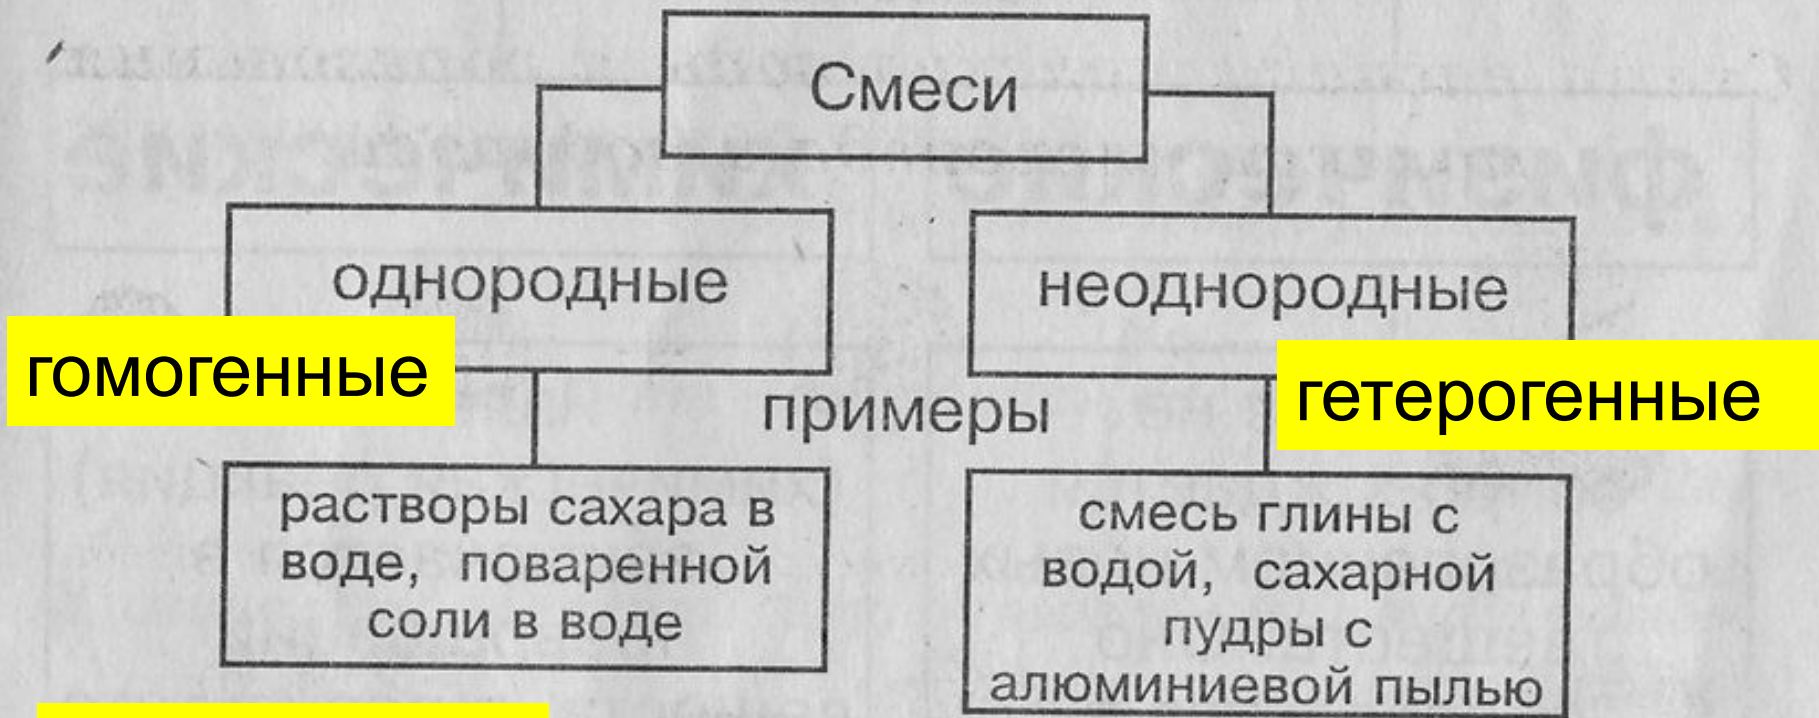 Смеси
однородные
неоднородные
гомогенные
гетерогенные
примеры
растворы сахара в
воде, поваренной
соли в воде
смесь глины с
водой, сахарной
пудры с
алюминиевой пылью